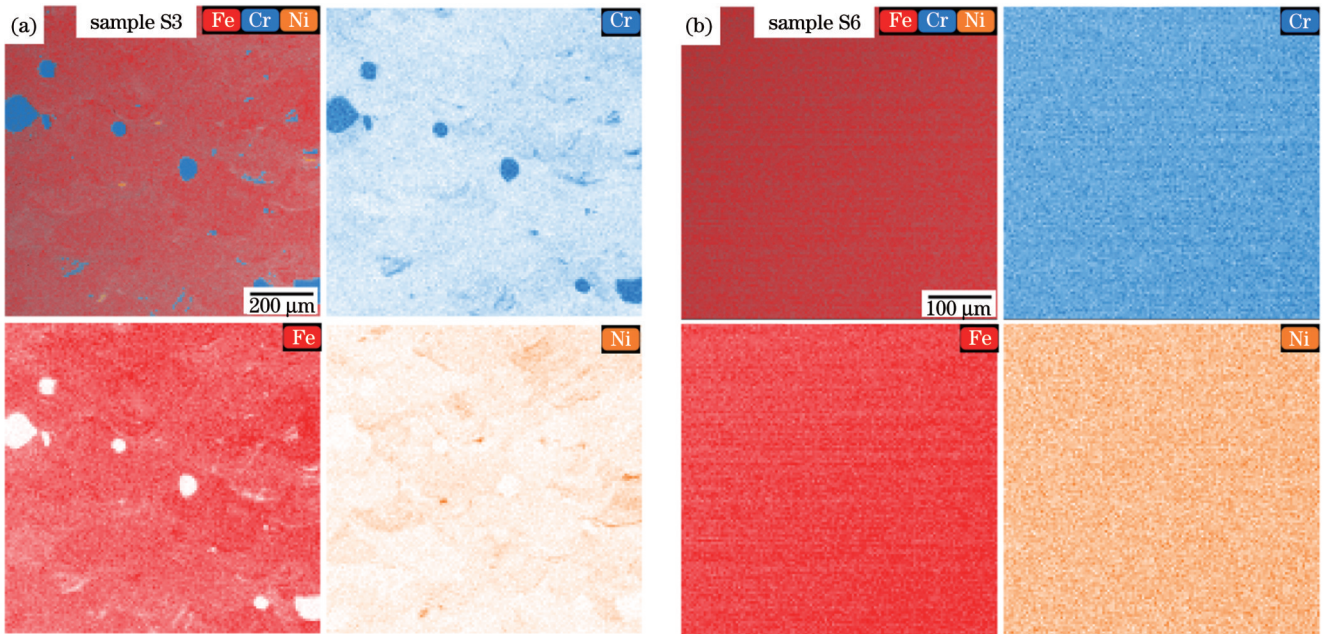 (a) sample S3 Fe Cr Ni Cr (b) sample S6 Fe Cr Ni Cr
200 μm 100 μm
Fe Ni Fe Ni